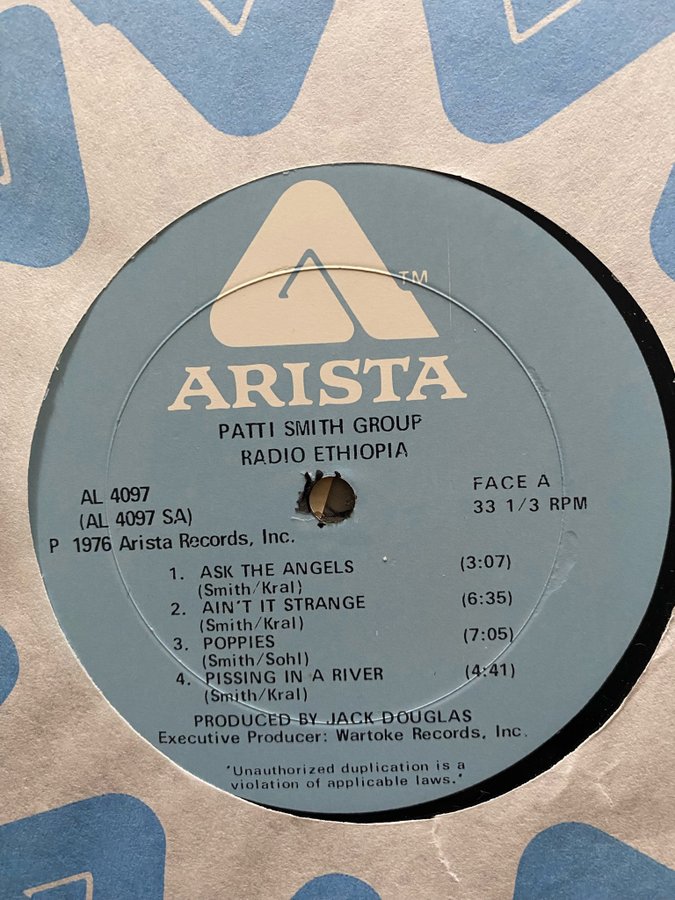 TM
ARISTA
PATTI SMITH GROUP
RADIO ETHIOPIA
AL 4097
(AL 4097 SA)
P 1976 Arista Records, Inc.
FACE A
33 1/3 RPM
1. ASK THE ANGELS (3:07)
(Smith/Kral)
2. AIN'T IT STRANGE (6:35)
(Smith/Kral)
3. POPPIES (7:05)
(Smith/Sohl)
4. PISSING IN A RIVER (4:41)
(Smith/Kral)
PRODUCED BY JACK DOUGLAS
Executive Producer: Wartoke Records, Inc.
"Unauthorized duplication is a
violation of applicable laws."